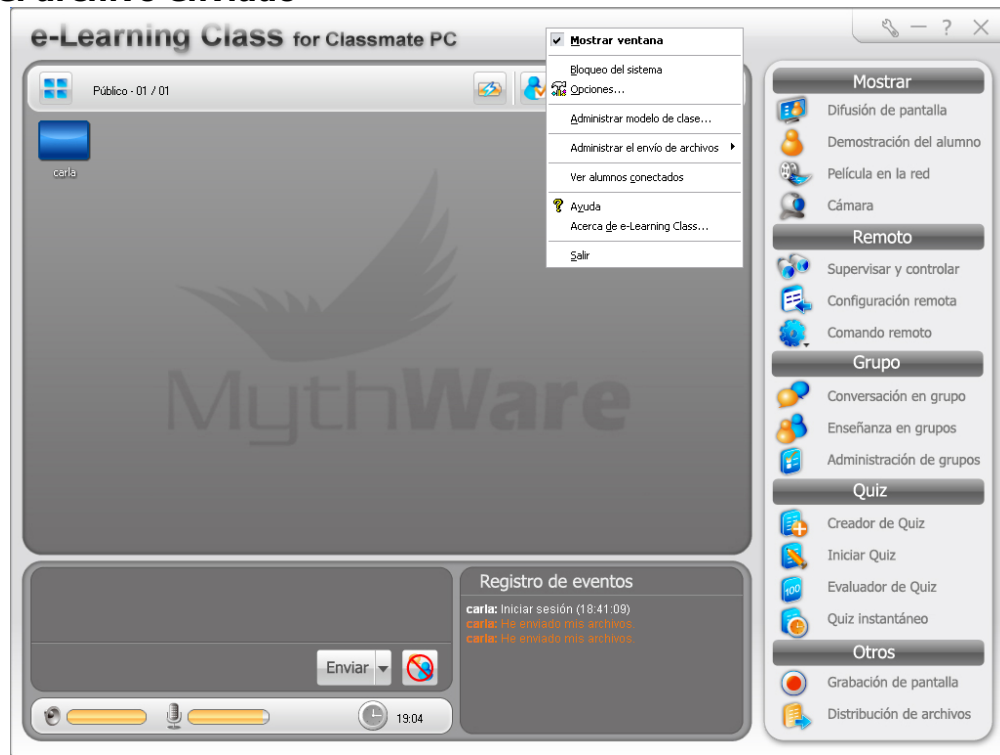 e-Learning Class for Classmate PC
?
Público - 01 / 01
carla
Mostrar ventana
Bloqueo del sistema
Opciones...
Administrar modelo de clase...
Administrar el envío de archivos
Ver alumnos conectados
Ayuda
Acerca de e-Learning Class...
Salir
MythWare
Enviar
19:04
Registro de eventos
carla: Iniciar sesión (18:41:09)
carla: He enviado mis archivos.
carla: He enviado mis archivos.
Mostrar
Difusión de pantalla
Demostración del alumno
Película en la red
Cámara
Remoto
Supervisar y controlar
Configuración remota
Comando remoto
Grupo
Conversación en grupo
Enseñanza en grupos
Administración de grupos
Quiz
Creador de Quiz
Iniciar Quiz
100
Evaluador de Quiz
Quiz instantáneo
Otros
Grabación de pantalla
Distribución de archivos